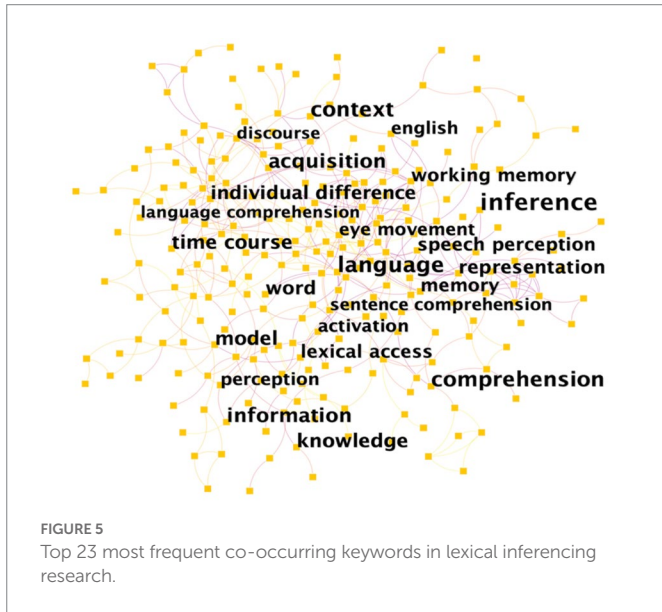 context
discourse
english
acquisition
working memory
individual difference
inference
language comprehension
eye movement
time course
speech perception
language
representation
word
memory
sentence comprehension
activation
model
lexical access
perception
comprehension
information
knowledge
FIGURE 5
Top 23 most frequent co-occurring keywords in lexical inferencing
research.